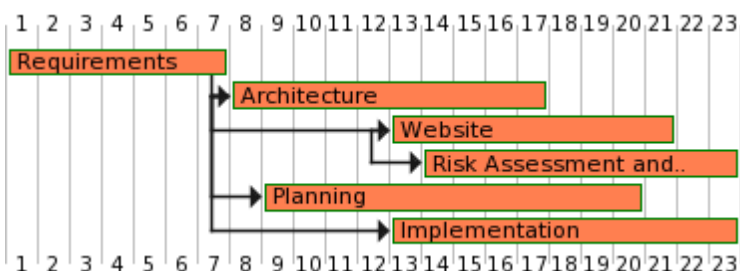 1 2 3 4 5 6 7 8 9 10 11 12 13 14 15 16 17 18 19 20 21 22 23
Requirements
Architecture
Website
Risk Assessment and..
Planning
Implementation
1 2 3 4 5 6 7 8 9 10 11 12 13 14 15 16 17 18 19 20 21 22 23